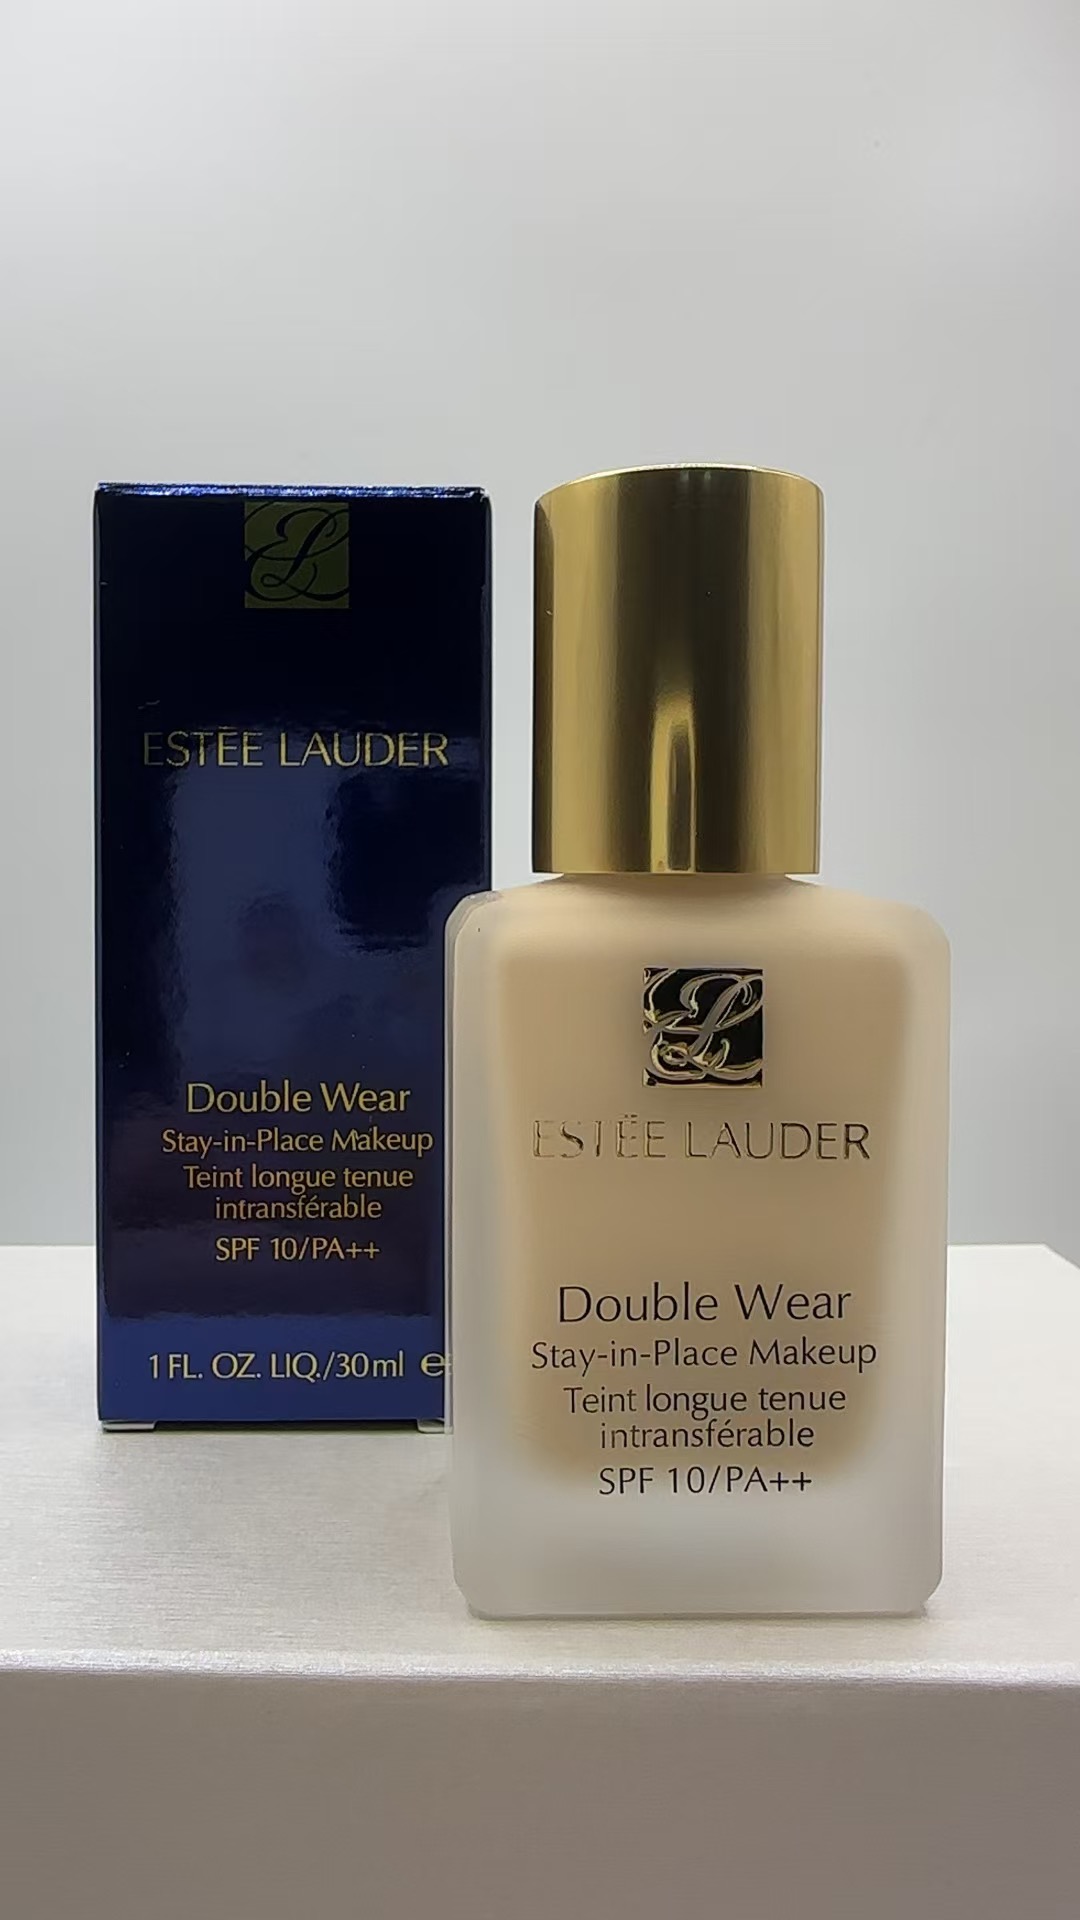 ESTĒE LAUDER
Double Wear
Stay-in-Place Makeup
Teint longue tenue
intransférable
SPF 10/PA++
1 FL. OZ. LIQ./30ml ℮
ESTËE LAUDER
Double Wear
Stay-in-Place Makeup
Teint longue tenue
intransférable
SPF 10/PA++